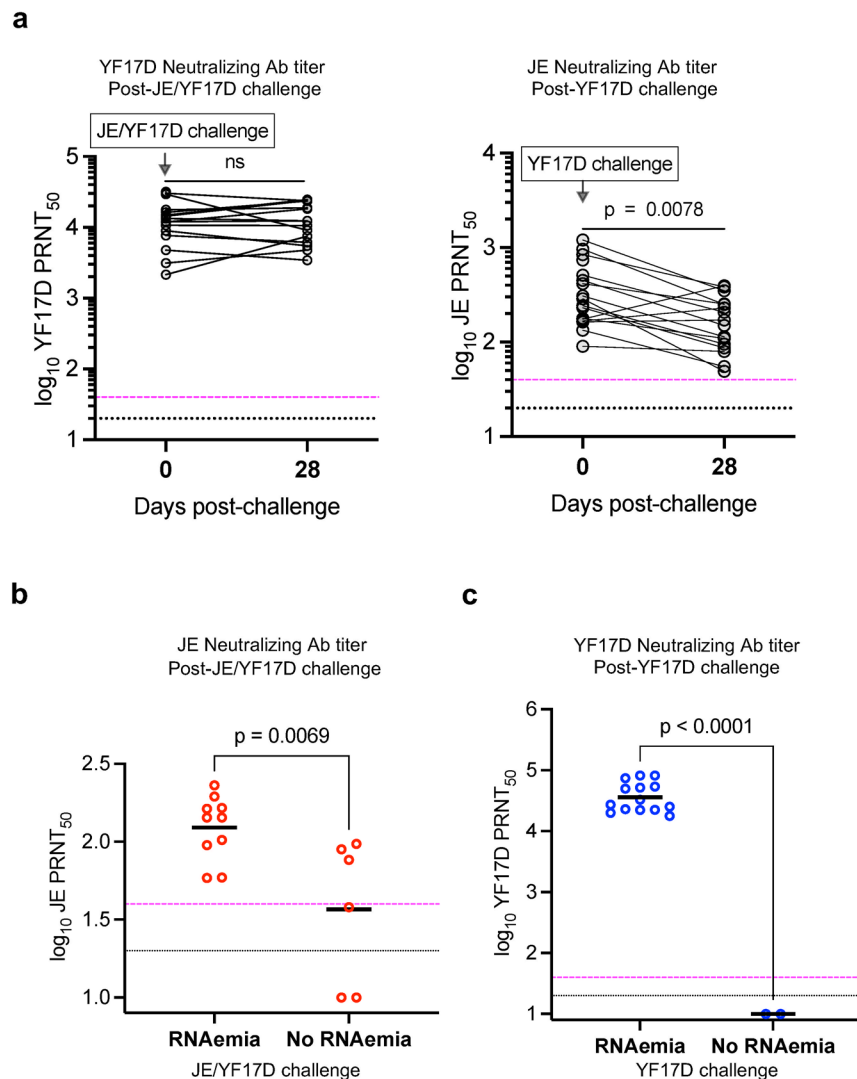 a
YF17D Neutralizing Ab titer
Post-JE/YF17D challenge
JE/YF17D challenge
ns
5
4
3
2
1
log10 YF17D PRNT50
0
28
Days post-challenge
JE Neutralizing Ab titer
Post-YF17D challenge
YF17D challenge
p = 0.0078
4
3
2
1
log10 JE PRNT50
0
28
Days post-challenge
b
JE Neutralizing Ab titer
Post-JE/YF17D challenge
p = 0.0069
2.5
2.0
1.5
1.0
log10 JE PRNT50
RNAemia
No RNAemia
JE/YF17D challenge
c
YF17D Neutralizing Ab titer
Post-YF17D challenge
p < 0.0001
6
5
4
3
2
1
log10 YF17D PRNT50
RNAemia
No RNAemia
YF17D challenge